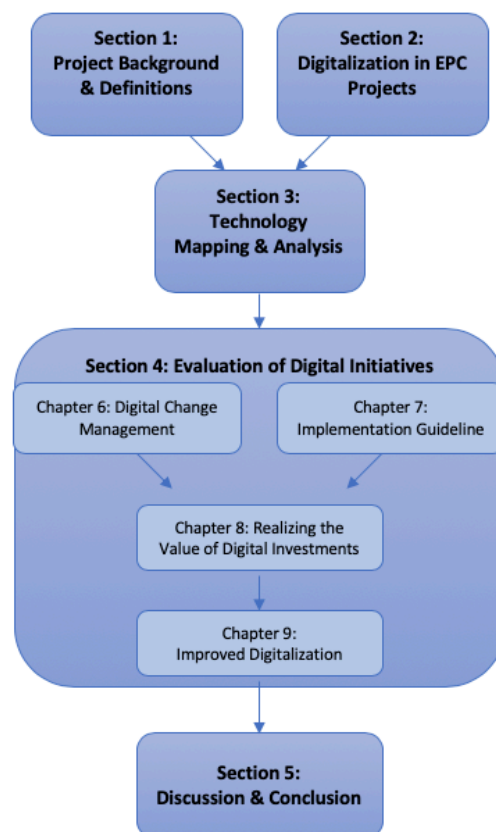 Section 1:
Project Background
& Definitions
Section 2:
Digitalization in EPC
Projects
Section 3:
Technology
Mapping & Analysis
Section 4: Evaluation of Digital Initiatives
Chapter 6: Digital Change
Management
Chapter 7:
Implementation Guideline
Chapter 8: Realizing the
Value of Digital Investments
Chapter 9:
Improved Digitalization
Section 5:
Discussion & Conclusion